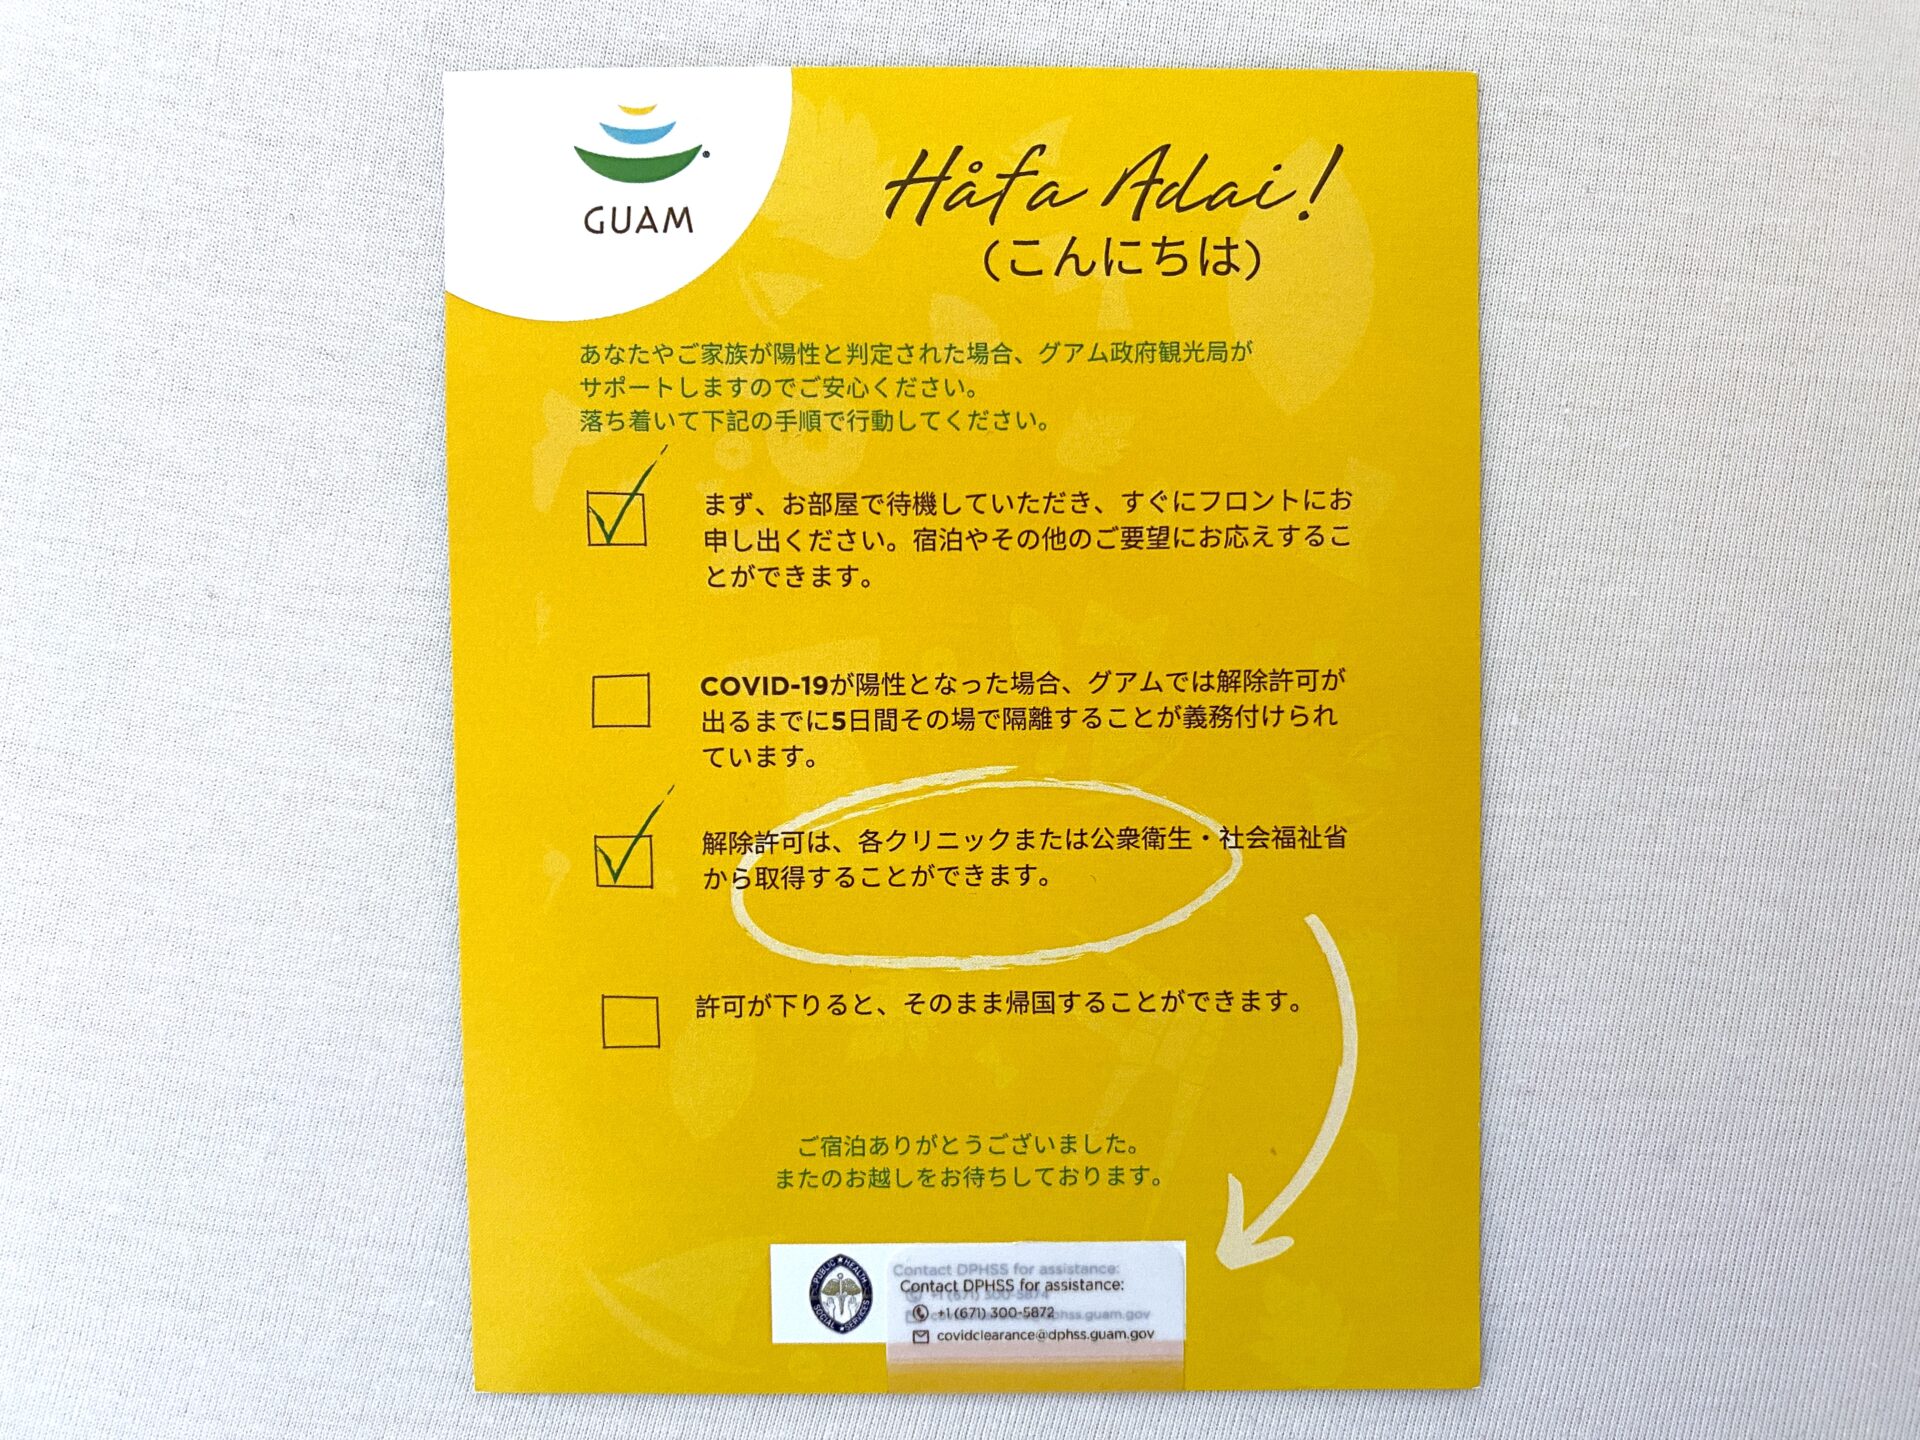 GUAM
Håfa Adai!
(こんにちは)
あなたやご家族が陽性と判定された場合、グアム政府観光局が
サポートしますのでご安心ください。
落ち着いて下記の手順で行動してください。
まず、お部屋で待機していただき、すぐにフロントにお
申し出ください。宿泊やその他のご要望にお応えするこ
とができます。
COVID-19が陽性となった場合、グアムでは解除許可が
出るまでに5日間その場で隔離することが義務付けられ
ています。
解除許可は、各クリニックまたは公衆衛生・社会福祉省
から取得することができます。
許可が下りると、そのまま帰国することができます。
ご宿泊ありがとうございました。
またのお越しをお待ちしております。
PUBLIC HEALTH
SOCIAL SERVICES
Contact DPHSS for assistance:
Contact DPHSS for assistance:
+1 (671) 300-5872
covidclearance@dphss.guam.gov